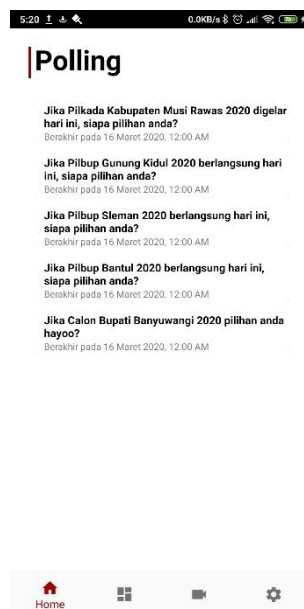 5:20
0.0KB/s
Polling
Jika Pilkada Kabupaten Musi Rawas 2020 digelar
hari ini, siapa pilihan anda?
Berakhir pada 16 Maret 2020, 12:00 AM
Jika Pilbup Gunung Kidul 2020 berlangsung hari
ini, siapa pilihan anda?
Berakhir pada 16 Maret 2020, 12:00 AM
Jika Pilbup Sleman 2020 berlangsung hari ini,
siapa pilihan anda?
Berakhir pada 16 Maret 2020, 12:00 AM
Jika Pilbup Bantul 2020 berlangsung hari ini,
siapa pilihan anda?
Berakhir pada 16 Maret 2020, 12:00 AM
Jika Calon Bupati Banyuwangi 2020 pilihan anda
hayoo?
Berakhir pada 16 Maret 2020, 12:00 AM
Home